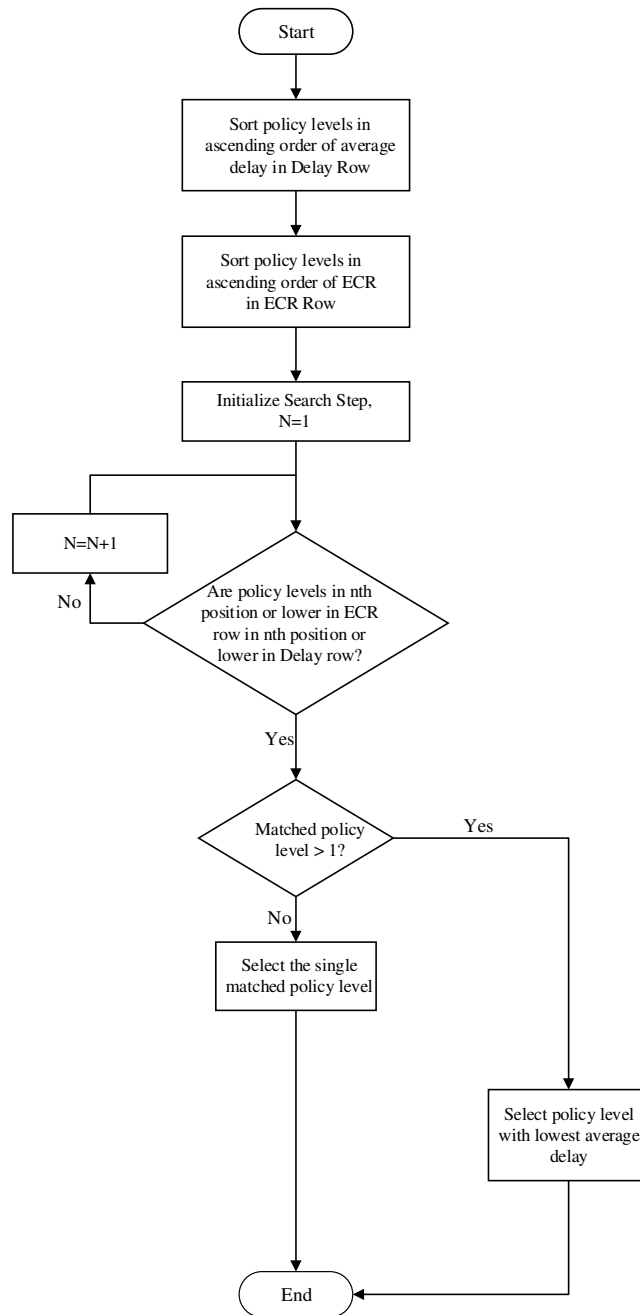 Start
Sort policy levels in
ascending order of average
delay in Delay Row
Sort policy levels in
ascending order of ECR
in ECR Row
Initialize Search Step,
N=1
N=N+1
No
Are policy levels in nth
position or lower in ECR
row in nth position or
lower in Delay row?
Yes
Matched policy
level > 1?
Yes
No
Select the single
matched policy level
Select policy level
with lowest average
delay
End